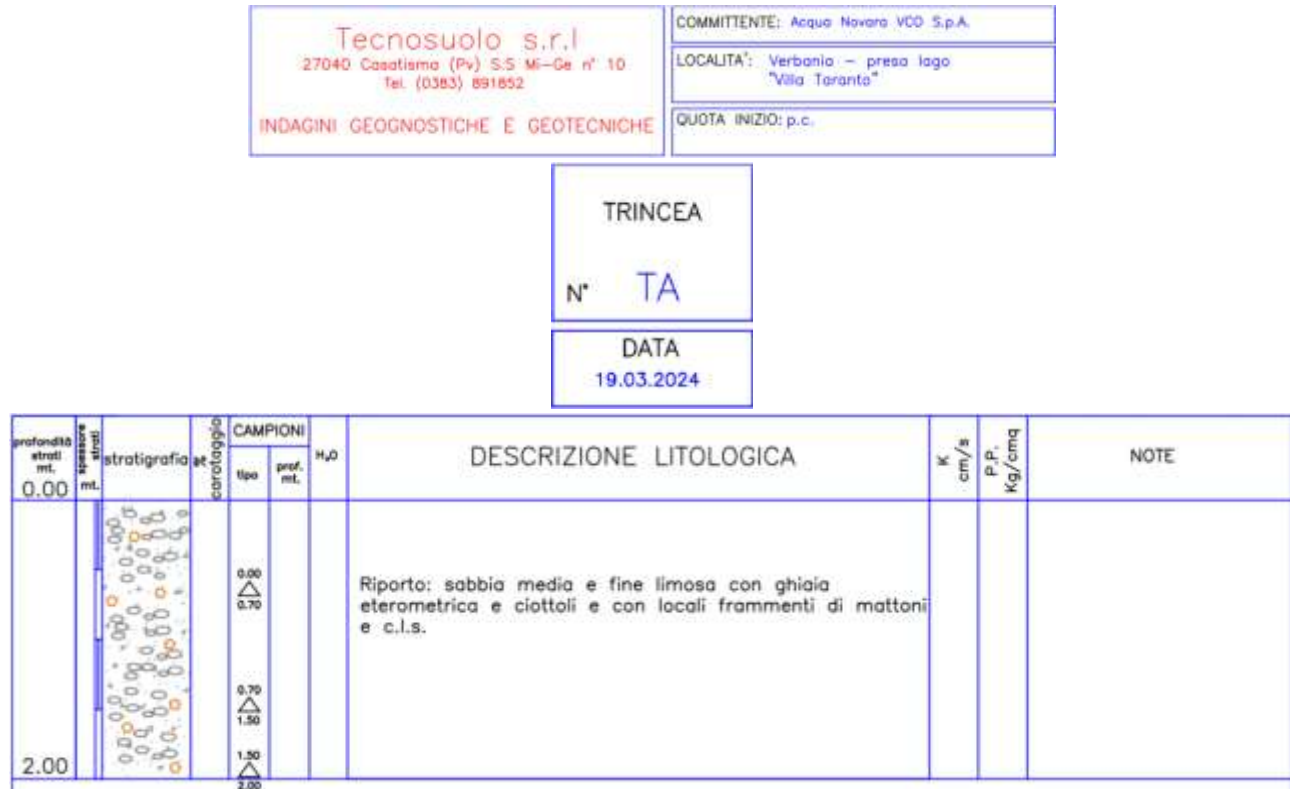 Tecnosuolo s.r.l
27040 Casatisma (Pv) S.S Mi-Ge n° 10
Tel. (0383) 891852
INDAGINI GEOGNOSTICHE E GEOTECNICHE
COMMITTENTE: Acqua Novara VCO S.p.A.
LOCALITA': Verbania - presa lago
"Villa Taranto"
QUOTA INIZIO: p.c.
TRINCEA
N° TA
DATA
19.03.2024
profondità
strati
mt.
0.00
spessore
strati
mt.
stratigrafia
carotaggio
CAMPIONI
tipo
prof.
mt.
H₂O
DESCRIZIONE LITOLOGICA
K
cm/s
P.P.
Kg/cmq
NOTE
0.00
0.70
Riporto: sabbia media e fine limosa con ghiaia
eterometrica e ciottoli e con locali frammenti di mattoni
e c.l.s.
0.70
1.50
1.50
2.00
2.00